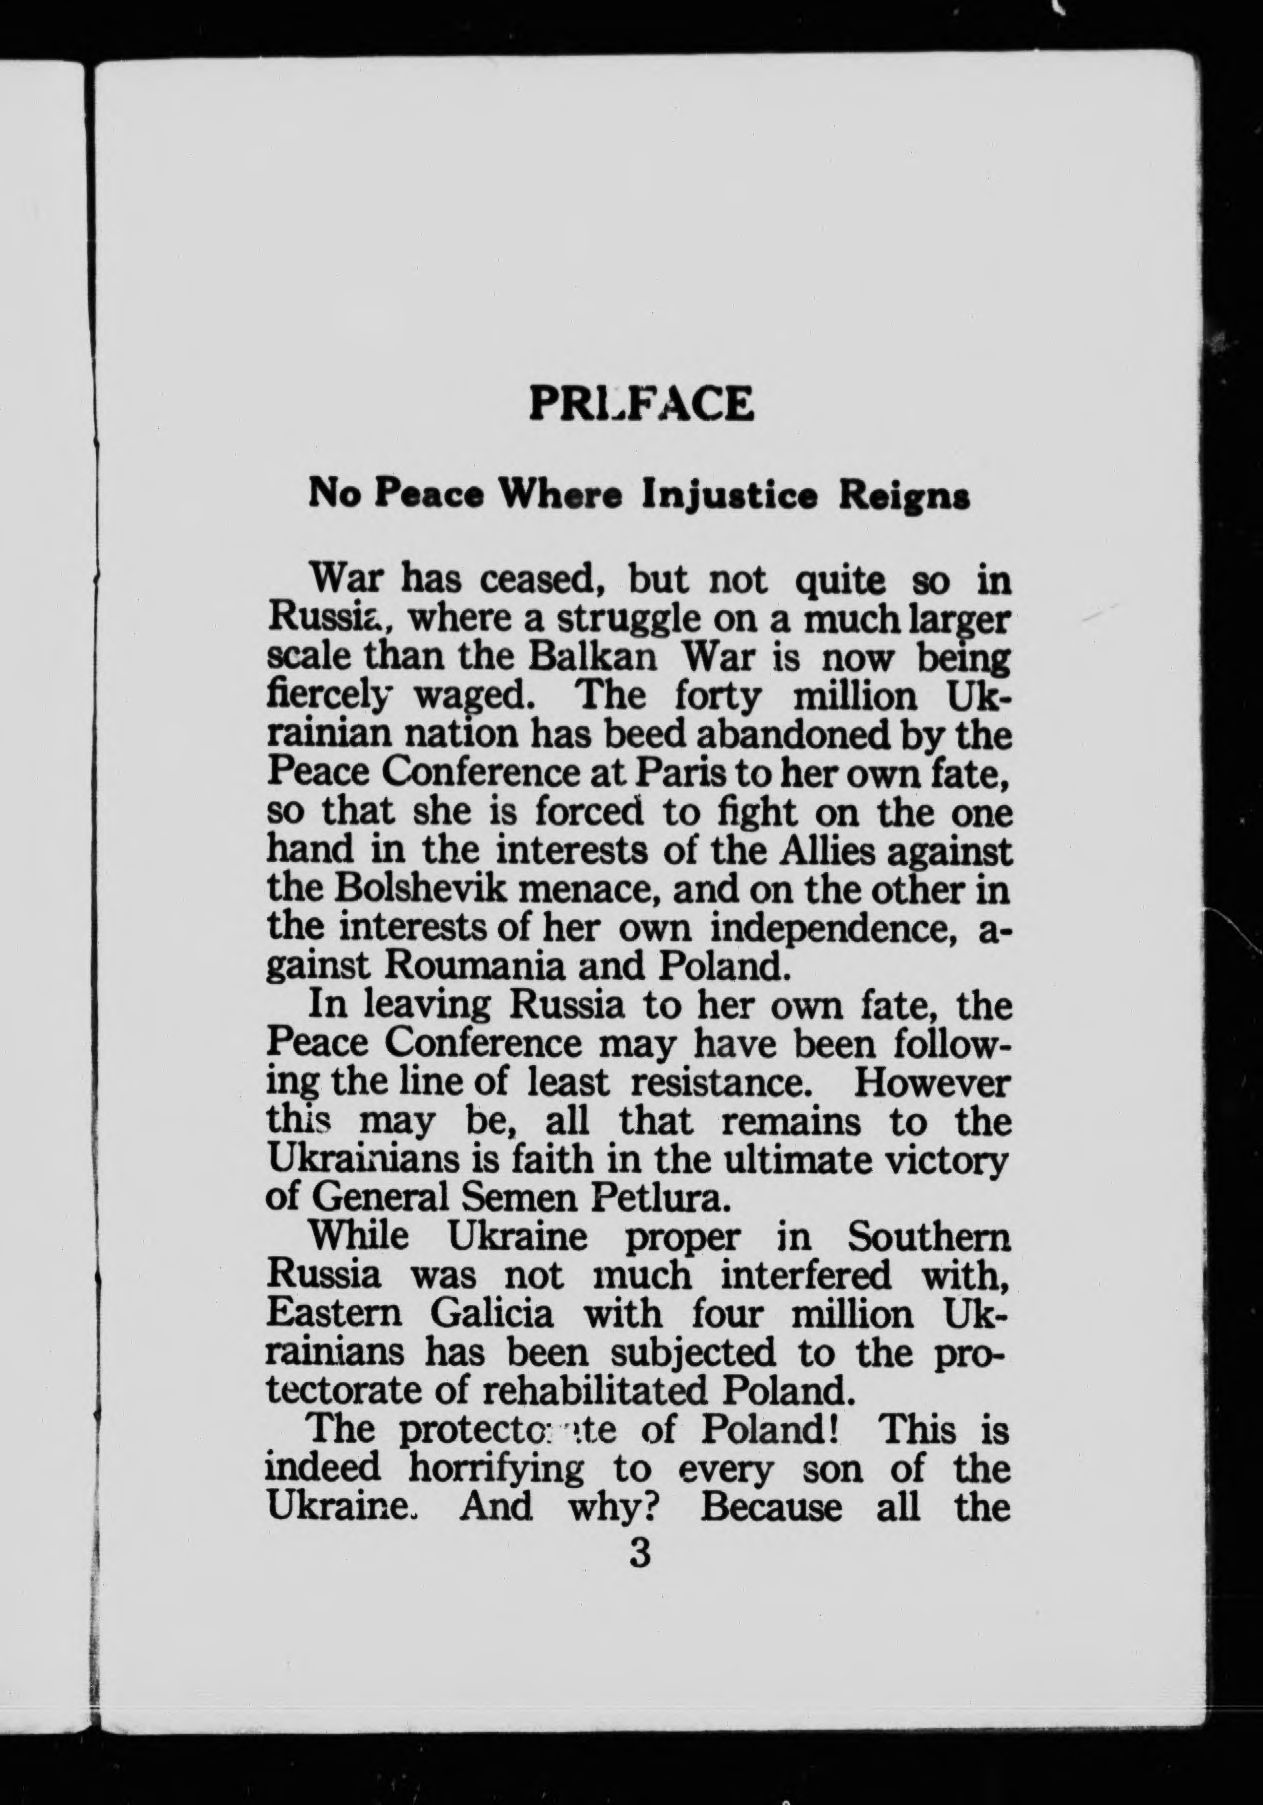 PREFACE
No Peace Where Injustice Reigns
War has ceased, but not quite so in
Russia, where a struggle on a much larger
scale than the Balkan War is now being
fiercely waged. The forty million Uk-
rainian nation has beed abandoned by the
Peace Conference at Paris to her own fate,
so that she is forced to fight on the one
hand in the interests of the Allies against
the Bolshevik menace, and on the other in
the interests of her own independence, a-
gainst Roumania and Poland.
In leaving Russia to her own fate, the
Peace Conference may have been follow-
ing the line of least resistance. However
this may be, all that remains to the
Ukrainians is faith in the ultimate victory
of General Semen Petlura.
While Ukraine proper in Southern
Russia was not much interfered with,
Eastern Galicia with four million Uk-
rainians has been subjected to the pro-
tectorate of rehabilitated Poland.
The protectorate of Poland! This is
indeed horrifying to every son of the
Ukraine. And why? Because all the
3